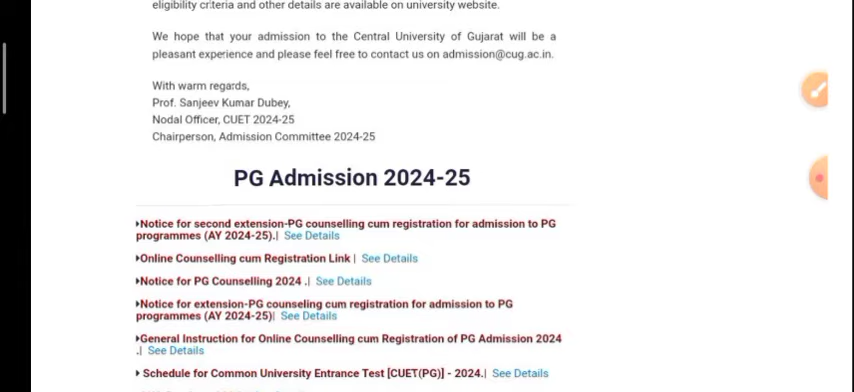 eligibility criteria and other details are available on university website.
We hope that your admission to the Central University of Gujarat will be a
pleasant experience and please feel free to contact us on admission@cug.ac.in.
With warm regards,
Prof. Sanjeev Kumar Dubey,
Nodal Officer, CUET 2024-25
Chairperson, Admission Committee 2024-25
PG Admission 2024-25
Notice for second extension-PG counselling cum registration for admission to PG
programmes (AY 2024-25).| See Details
Online Counselling cum Registration Link | See Details
Notice for PG Counselling 2024 .| See Details
Notice for extension-PG counseling cum registration for admission to PG
programmes (AY 2024-25)| See Details
General Instruction for Online Counselling cum Registration of PG Admission 2024
.| See Details
Schedule for Common University Entrance Test [CUET(PG)] - 2024.| See Details